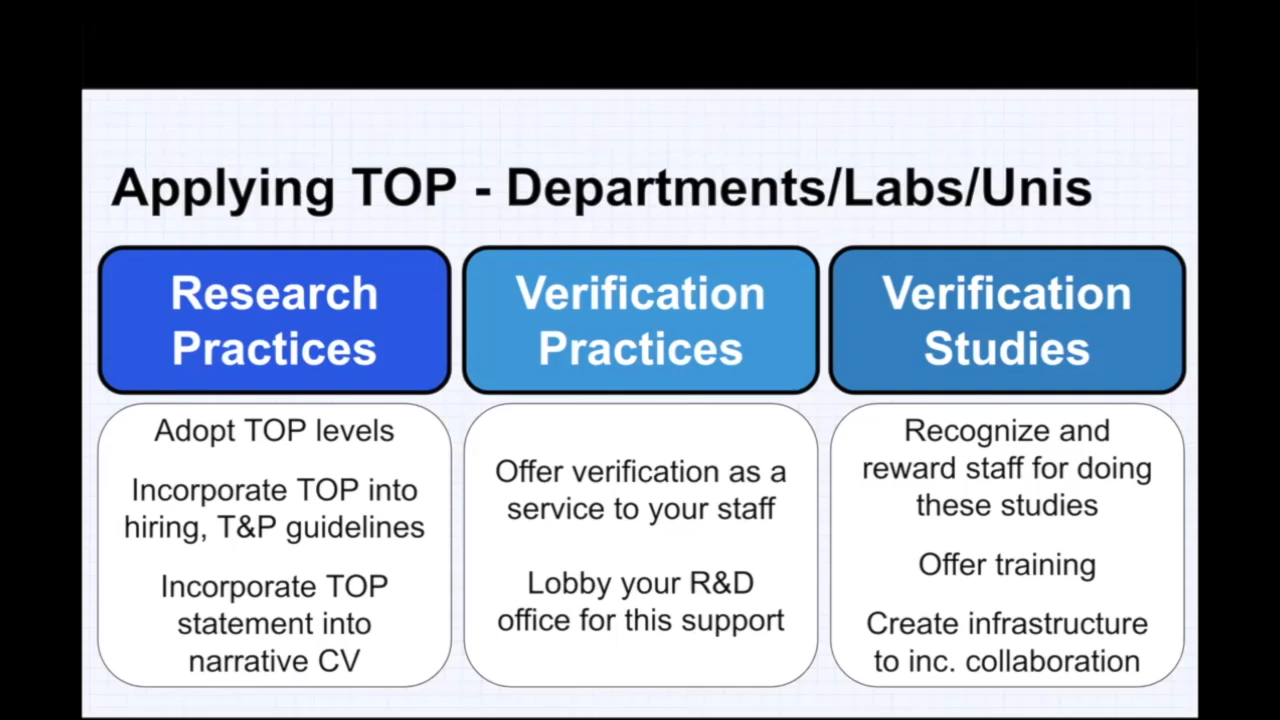 Applying TOP - Departments/Labs/Unis
Research
Practices
Adopt TOP levels
Incorporate TOP into
hiring, T&P guidelines
Incorporate TOP
statement into
narrative CV
Verification
Practices
Offer verification as a
service to your staff
Lobby your R&D
office for this support
Verification
Studies
Recognize and
reward staff for doing
these studies
Offer training
Create infrastructure
to inc. collaboration